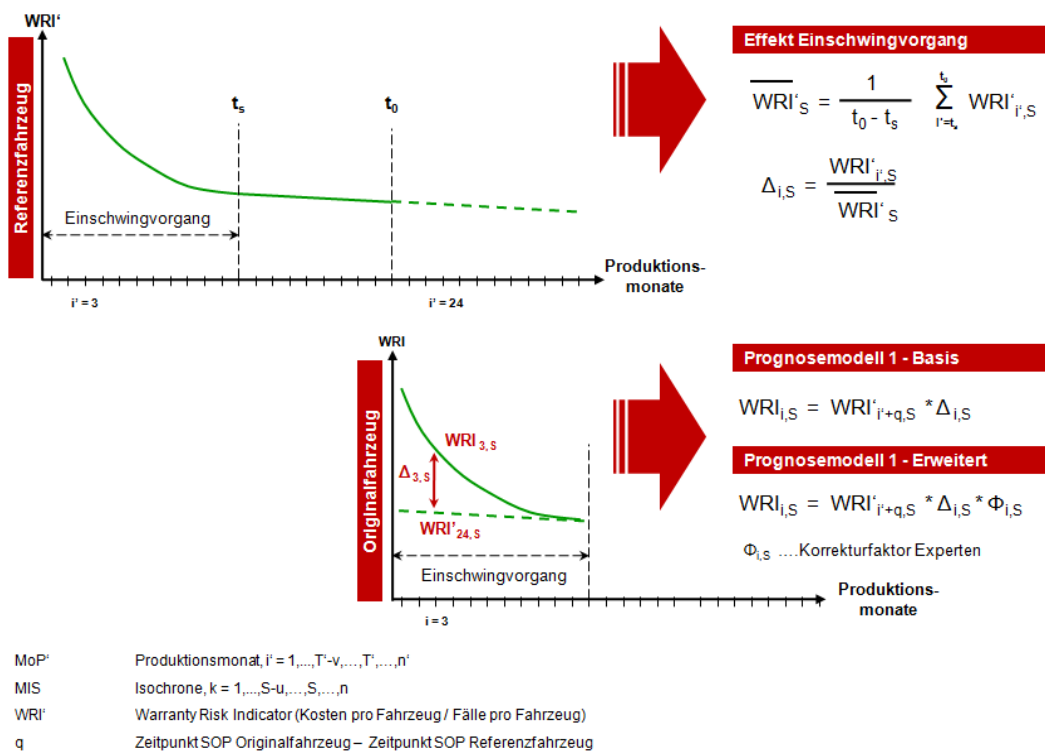 WRI‘
Referenzfahrzeug
ts
t0
Einschwingvorgang
Produktions-
monate
i‘ = 3
i‘ = 24
Effekt Einschwingvorgang
WRI‘S = 1 / (t0 - ts) Σ (i‘=ts, t0) WRI‘i‘,S
Δi,S = WRI‘i‘,S / WRI‘S
WRI
Originalfahrzeug
WRI3,S
Δ3,S
WRI’24,S
Einschwingvorgang
Produktions-
monate
i = 3
Prognosemodell 1 - Basis
WRIi,S = WRI‘i‘+q,S * Δi,S
Prognosemodell 1 - Erweitert
WRIi,S = WRI‘i‘+q,S * Δi,S * Φi,S
Φi,S ....Korrekturfaktor Experten
MoP‘ Produktionsmonat, i‘ = 1,...,T‘-v,…,T‘,…,n‘
MIS Isochrone, k = 1,...,S-u,…,S,…,n
WRI‘ Warranty Risk Indicator (Kosten pro Fahrzeug / Fälle pro Fahrzeug)
q Zeitpunkt SOP Originalfahrzeug – Zeitpunkt SOP Referenzfahrzeug